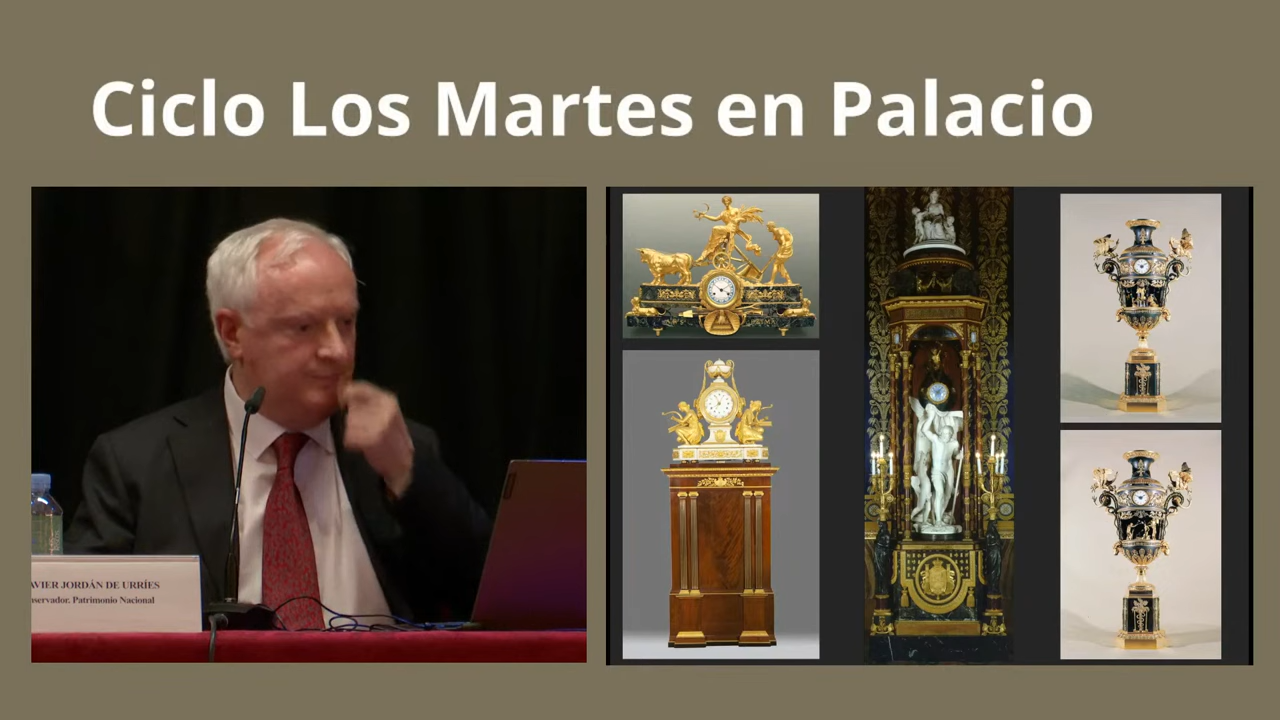 Ciclo Los Martes en Palacio
AVIER JORDÁN DE URRÍES
nservador. Patrimonio Nacional